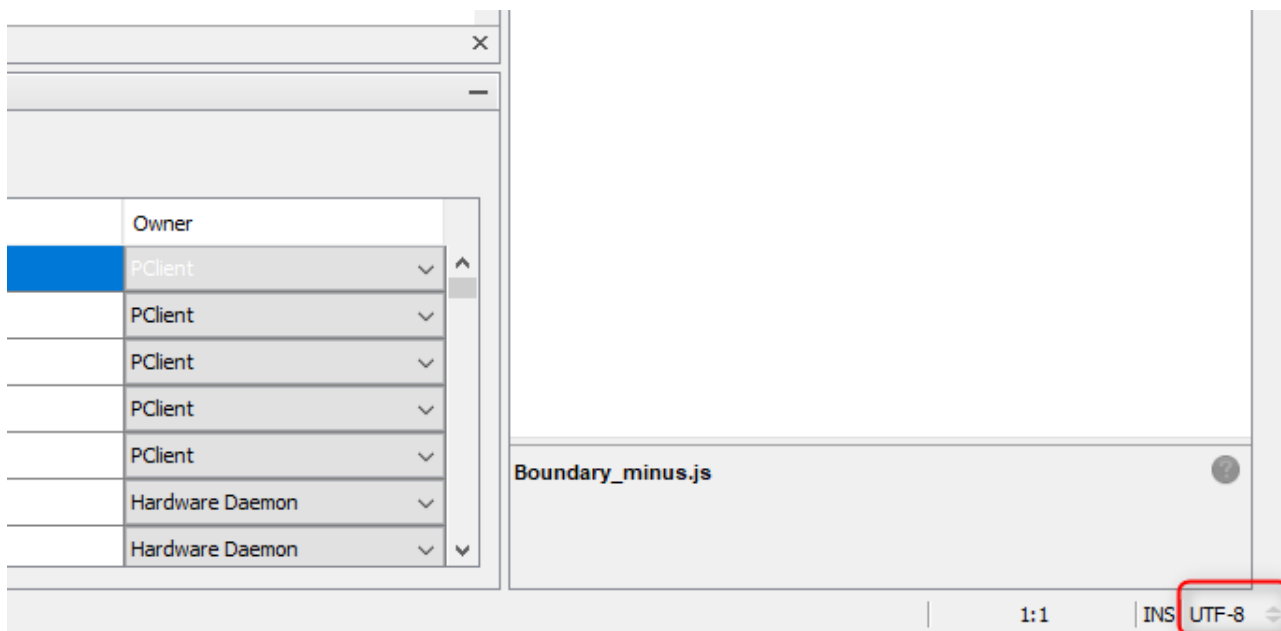 Owner
PClient
PClient
PClient
PClient
PClient
Hardware Daemon
Hardware Daemon
Boundary_minus.js
1:1 INS UTF-8